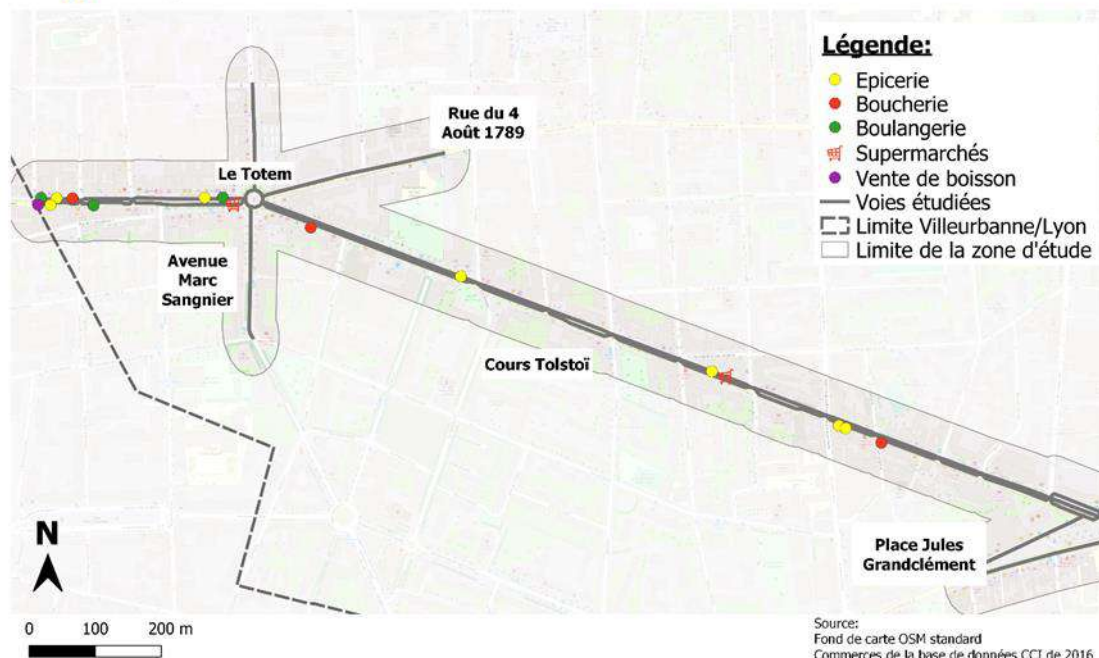 Légende:
Epicerie
Boucherie
Boulangerie
Supermarchés
Vente de boisson
Voies étudiées
Limite Villeurbanne/Lyon
Limite de la zone d'étude
Rue du 4
Août 1789
Le Totem
Avenue
Marc
Sangnier
Cours Tolstoï
Place Jules
Grandclément
N
0 100 200 m
Source:
Fond de carte OSM standard
Commerces de la base de données CCI de 2016